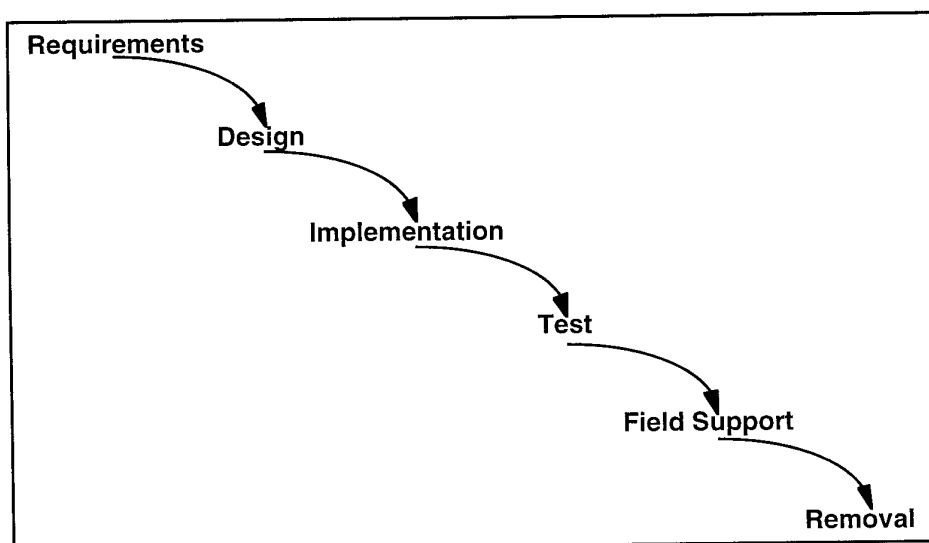 Requirements
Design
Implementation
Test
Field Support
Removal